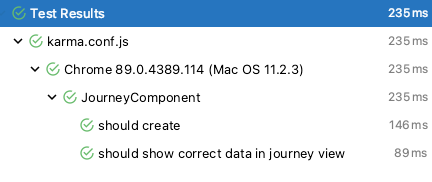 Test Results 235 ms
karma.conf.js 235 ms
Chrome 89.0.4389.114 (Mac OS 11.2.3) 235 ms
JourneyComponent 235 ms
should create 146 ms
should show correct data in journey view 89 ms